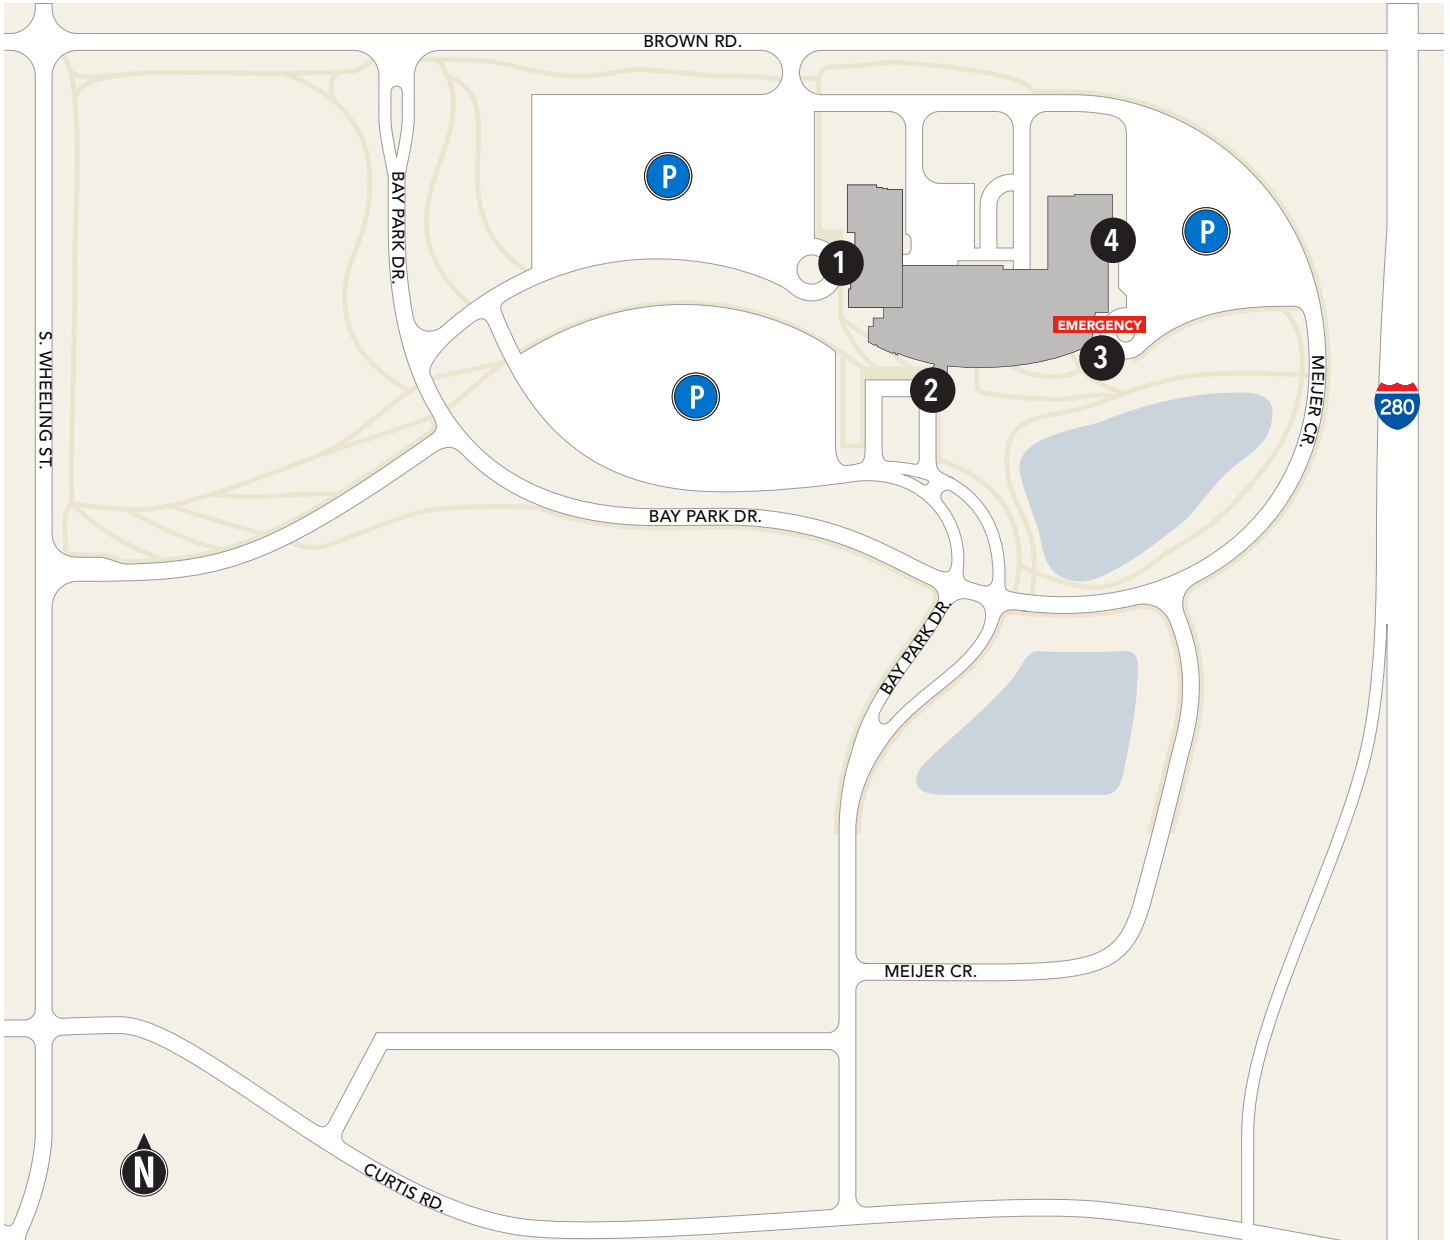 BROWN RD.
P
BAY PARK DR.
1
4
P
EMERGENCY
3
S. WHEELING ST.
P
2
MEIJER CR.
280
BAY PARK DR.
BAY PARK DR.
MEIJER CR.
N
CURTIS RD.